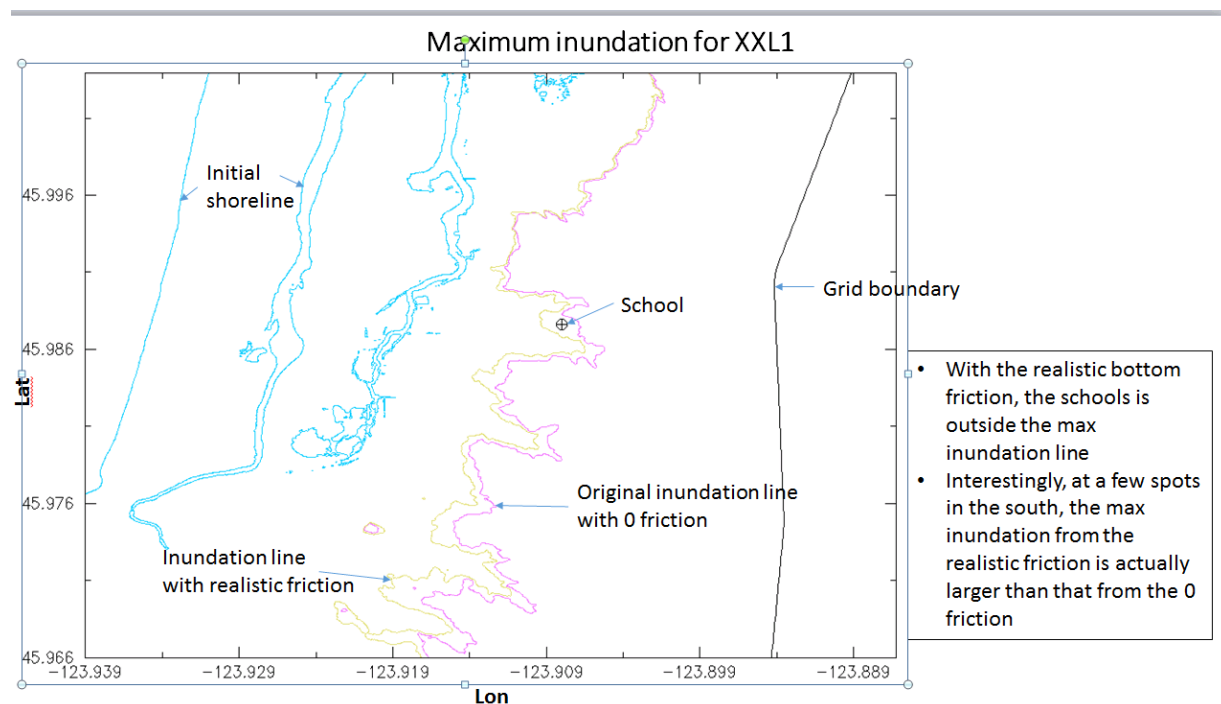 Maximum inundation for XXL1
Initial
shoreline
45.996
Grid boundary
School
45.986
Lat
Original inundation line
with 0 friction
45.976
Inundation line
with realistic friction
45.966
−123.939
−123.929
−123.919
−123.909
−123.899
−123.889
Lon
• With the realistic bottom
friction, the schools is
outside the max
inundation line
• Interestingly, at a few spots
in the south, the max
inundation from the
realistic friction is actually
larger than that from the 0
friction